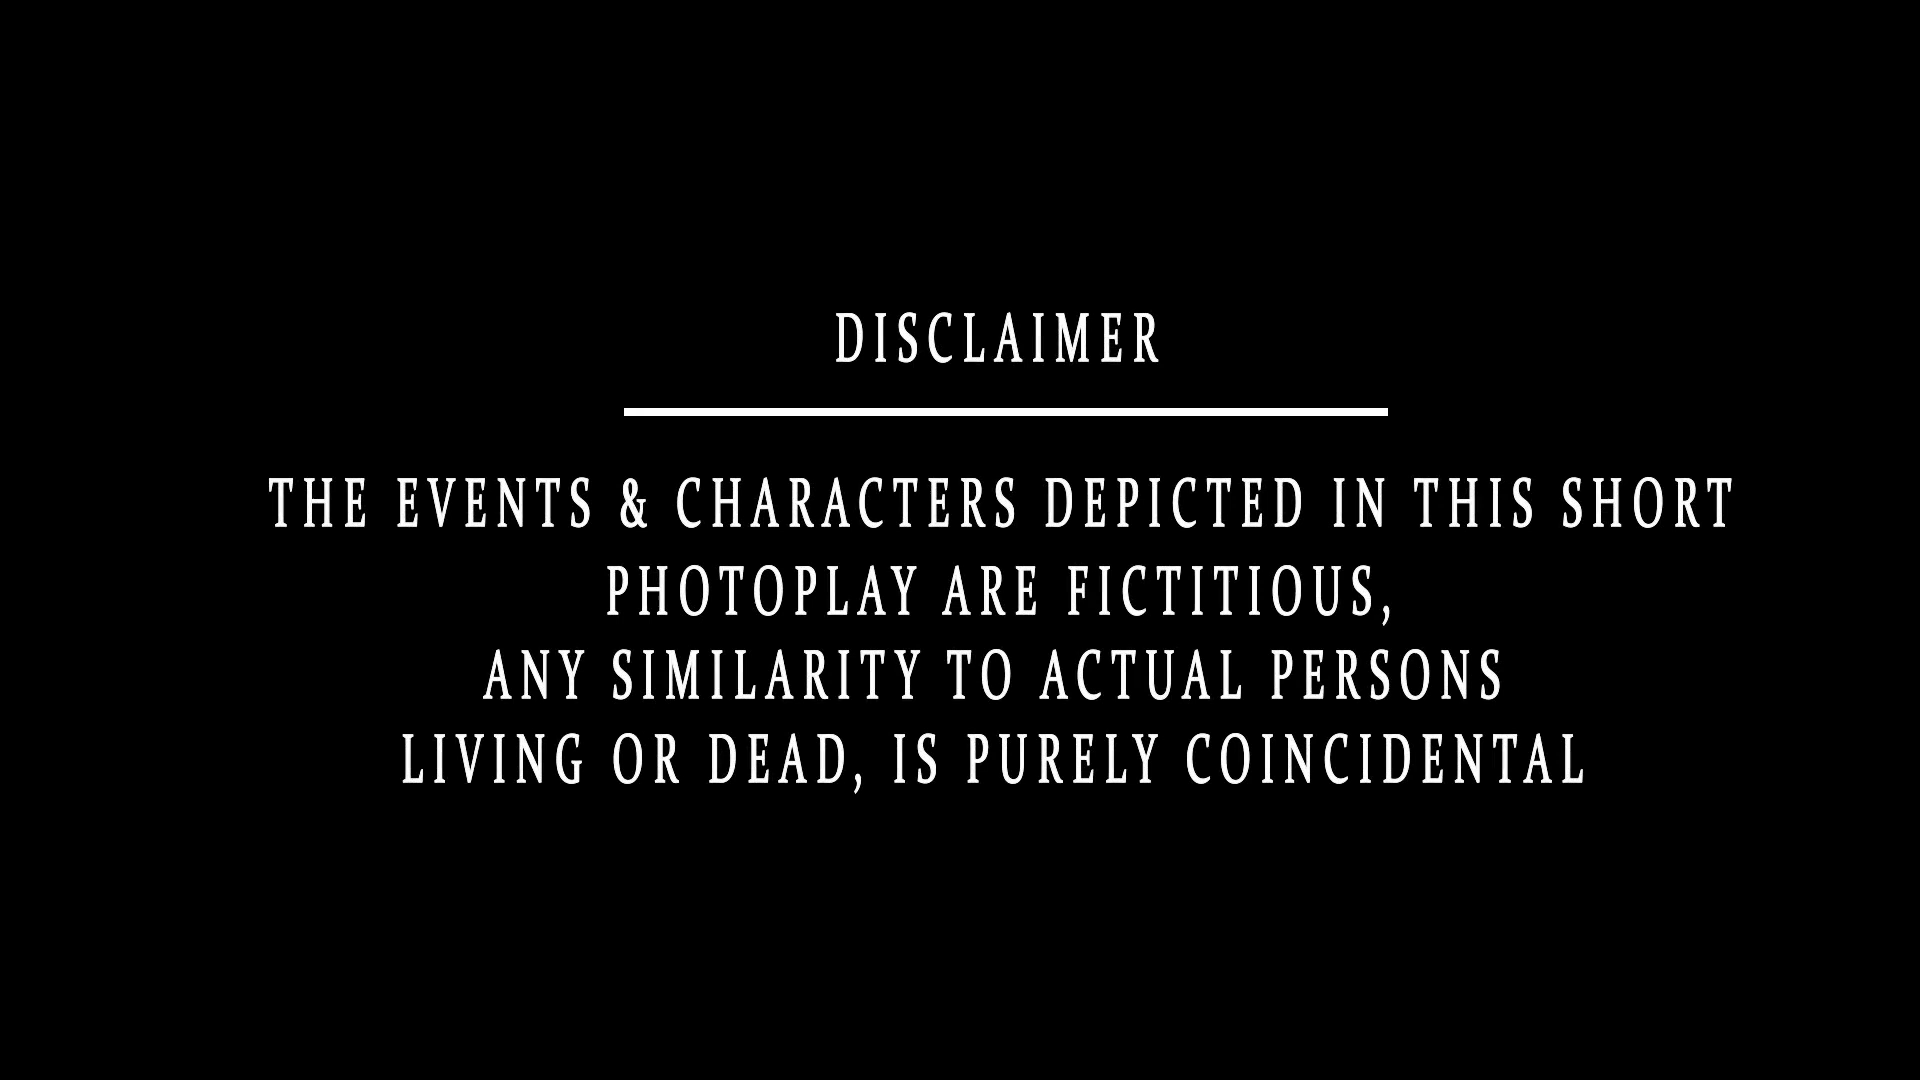 DISCLAIMER
THE EVENTS & CHARACTERS DEPICTED IN THIS SHORT
PHOTOPLAY ARE FICTITIOUS,
ANY SIMILARITY TO ACTUAL PERSONS
LIVING OR DEAD, IS PURELY COINCIDENTAL